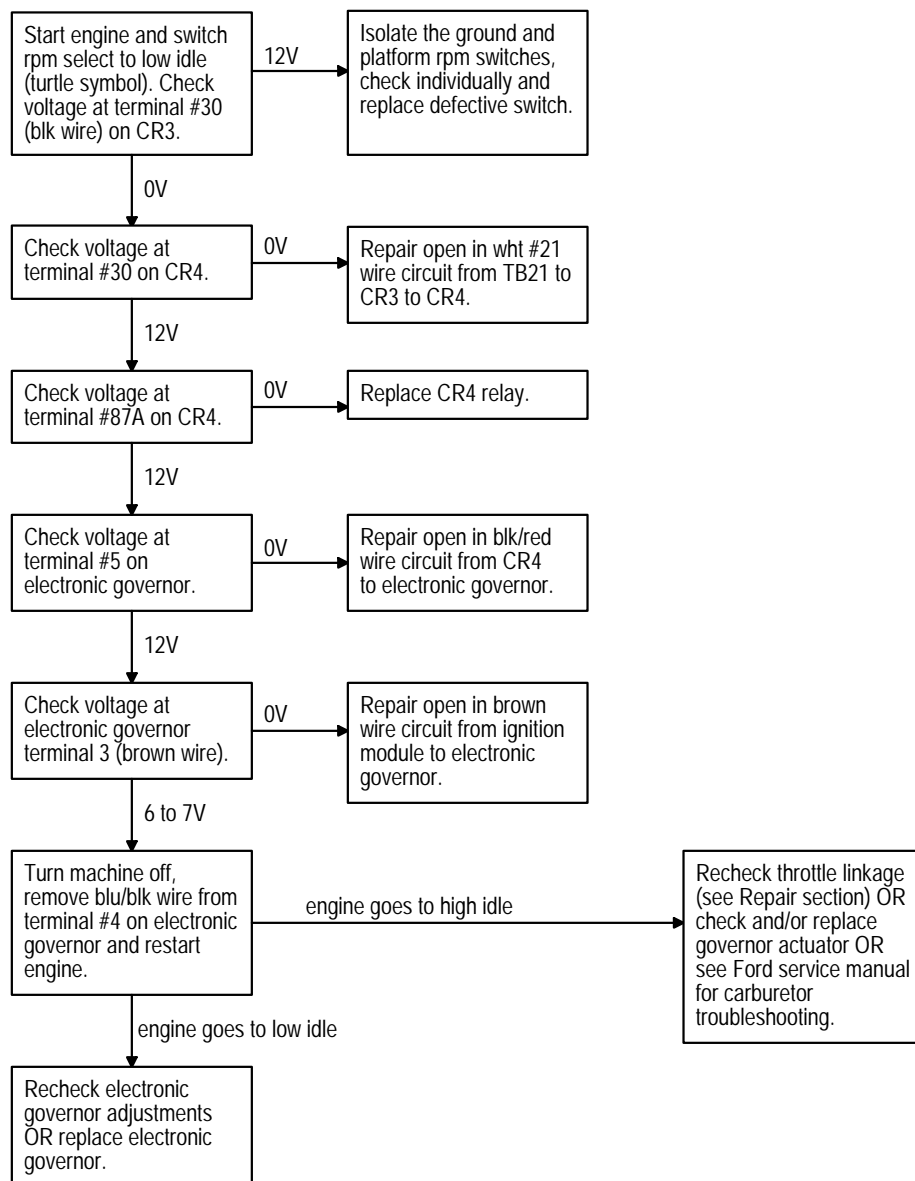 Start engine and switch
rpm select to low idle
(turtle symbol). Check
voltage at terminal #30
(blk wire) on CR3.
12V
Isolate the ground and
platform rpm switches,
check individually and
replace defective switch.
0V
Check voltage at
terminal #30 on CR4.
0V
Repair open in wht #21
wire circuit from TB21 to
CR3 to CR4.
12V
Check voltage at
terminal #87A on CR4.
0V
Replace CR4 relay.
12V
Check voltage at
terminal #5 on
electronic governor.
0V
Repair open in blk/red
wire circuit from CR4
to electronic governor.
12V
Check voltage at
electronic governor
terminal 3 (brown wire).
0V
Repair open in brown
wire circuit from ignition
module to electronic
governor.
6 to 7V
Turn machine off,
remove blu/blk wire from
terminal #4 on electronic
governor and restart
engine.
engine goes to high idle
Recheck throttle linkage
(see Repair section) OR
check and/or replace
governor actuator OR
see Ford service manual
for carburetor
troubleshooting.
engine goes to low idle
Recheck electronic
governor adjustments
OR replace electronic
governor.